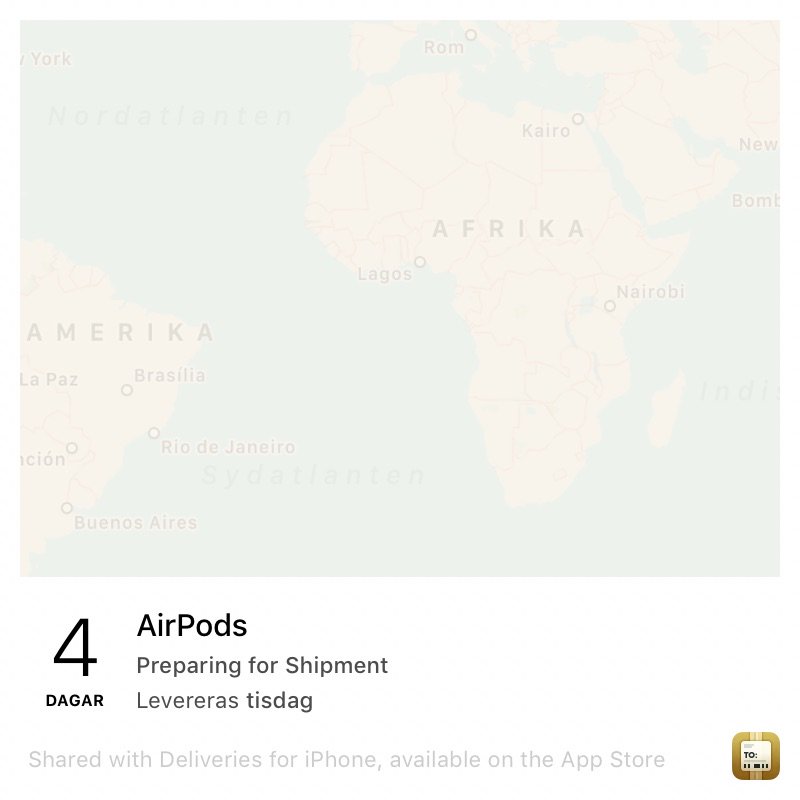 Rom
York
Nordatlanten
Kairo
New
Bomb
AFRIKA
Lagos
Nairobi
AMERIKA
La Paz
Brasília
Indis
Rio de Janeiro
nción
Sydatlanten
Buenos Aires
4
DAGAR
AirPods
Preparing for Shipment
Levereras tisdag
Shared with Deliveries for iPhone, available on the App Store
TO: